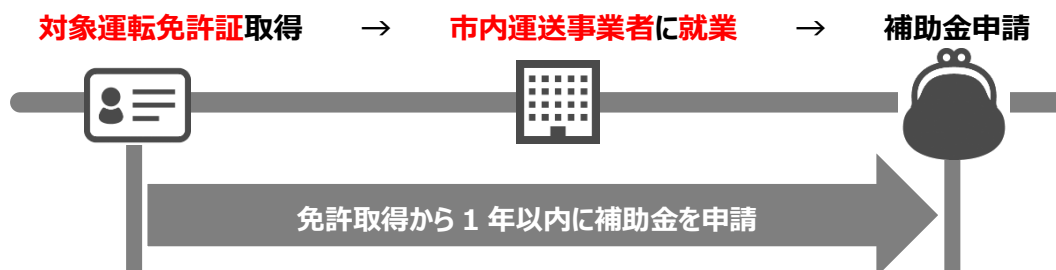 対象運転免許証取得 → 市内運送事業者に就業 → 補助金申請
免許取得から 1 年以内に補助金を申請